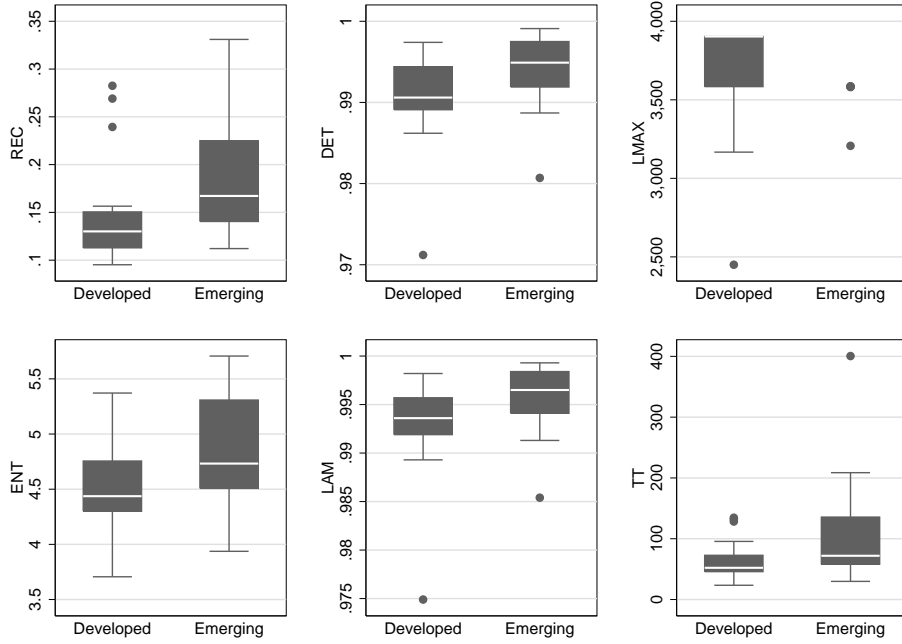 REC
.1 .15 .2 .25 .3 .35
Developed Emerging
DET
.97 .98 .99 1
Developed Emerging
LMAX
2,500 3,000 3,500 4,000
Developed Emerging
ENT
3.5 4 4.5 5 5.5
Developed Emerging
LAM
.975 .98 .985 .99 .995 1
Developed Emerging
TT
0 100 200 300 400
Developed Emerging